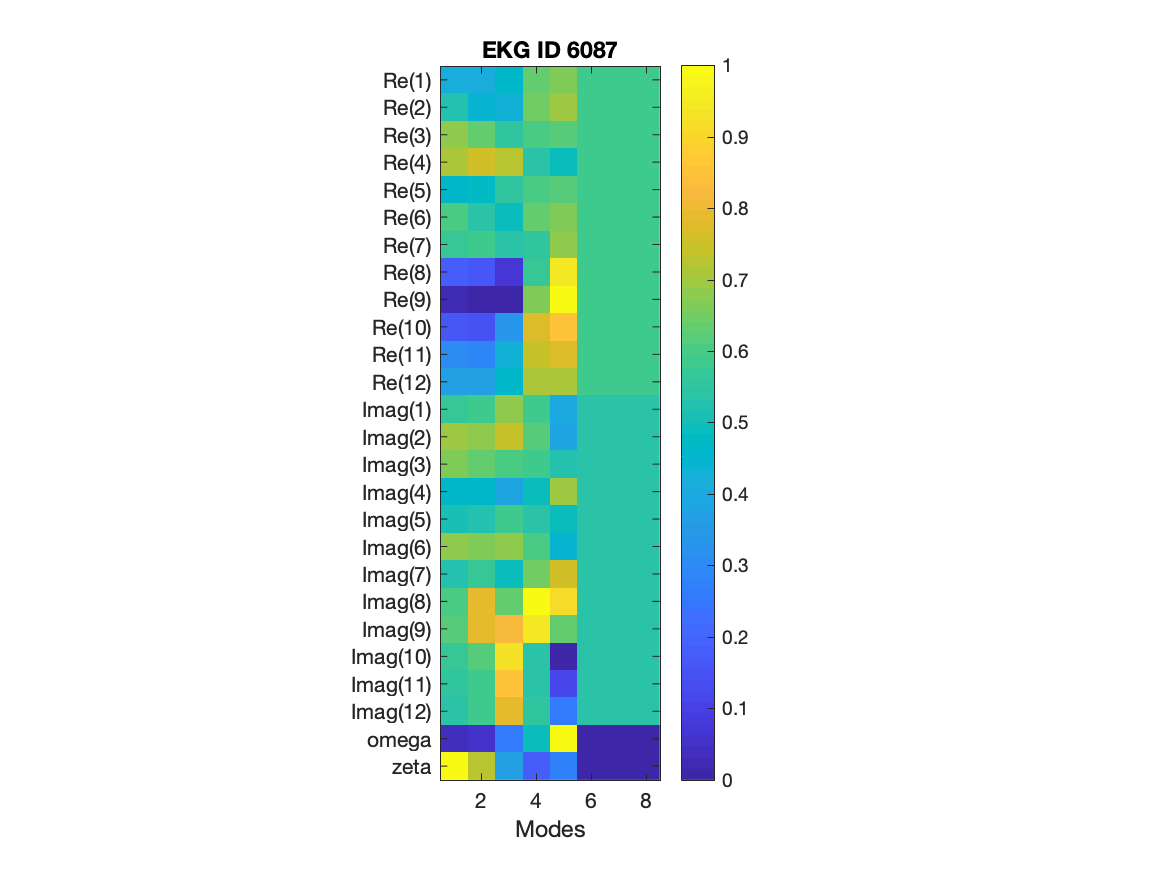 EKG ID 6087
Re(1)
Re(2)
Re(3)
Re(4)
Re(5)
Re(6)
Re(7)
Re(8)
Re(9)
Re(10)
Re(11)
Re(12)
Imag(1)
Imag(2)
Imag(3)
Imag(4)
Imag(5)
Imag(6)
Imag(7)
Imag(8)
Imag(9)
Imag(10)
Imag(11)
Imag(12)
omega
zeta
2 4 6 8
Modes
1
0.9
0.8
0.7
0.6
0.5
0.4
0.3
0.2
0.1
0